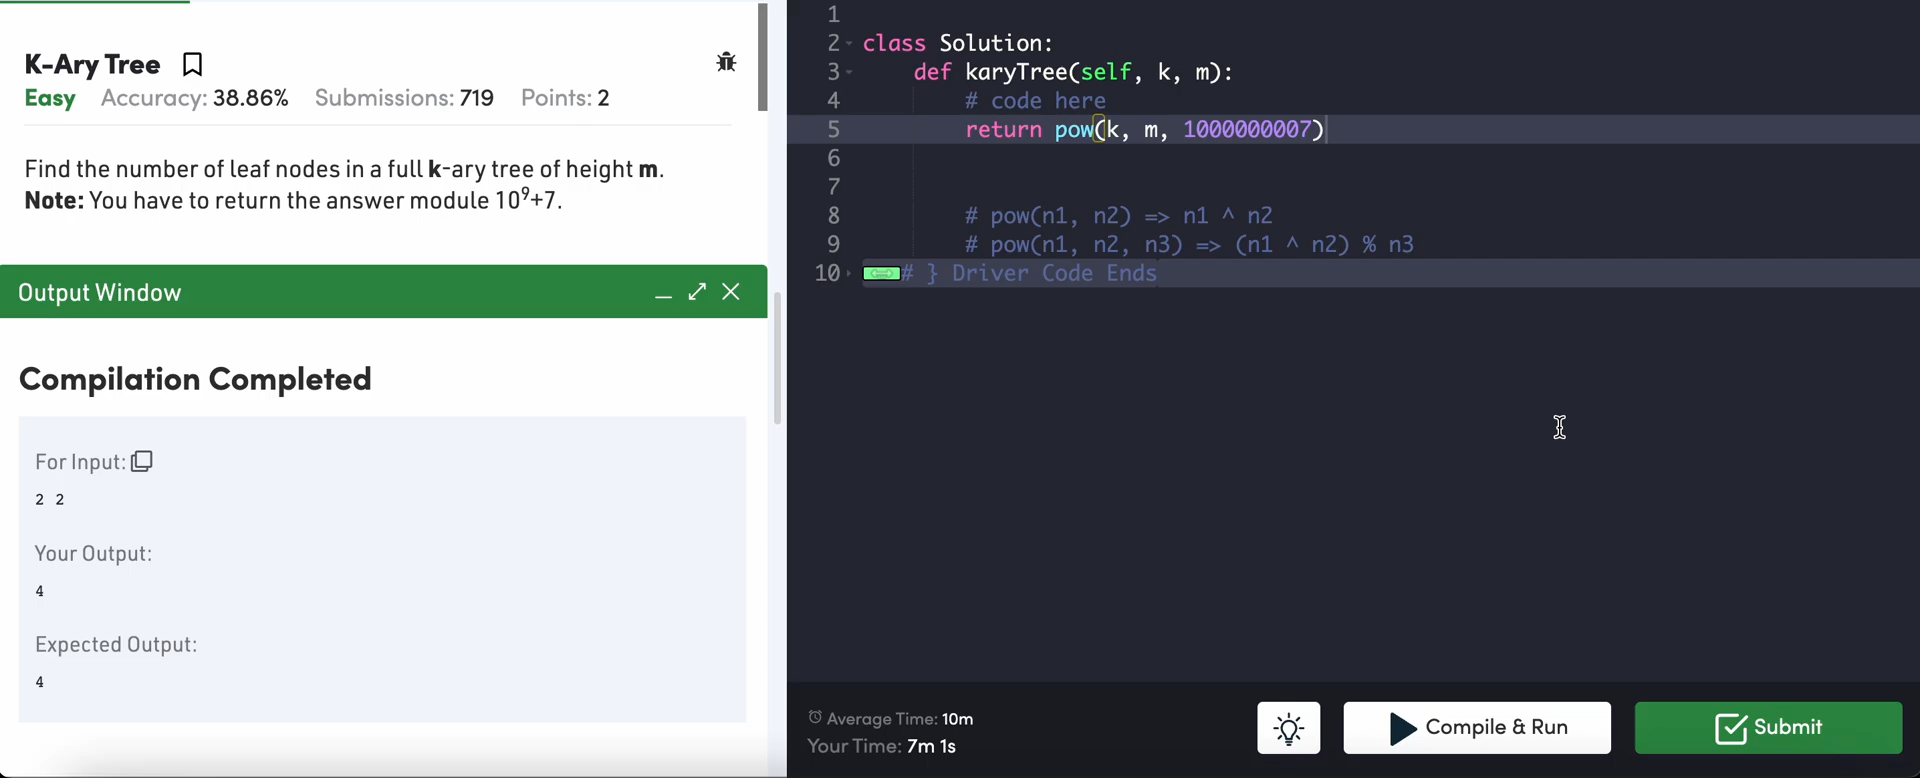 K-Ary Tree
Easy Accuracy: 38.86% Submissions: 719 Points: 2
Find the number of leaf nodes in a full k-ary tree of height m.
Note: You have to return the answer module 10⁹+7.
Output Window
Compilation Completed
For Input:
2 2
Your Output:
4
Expected Output:
4
1
2 class Solution:
3 def karyTree(self, k, m):
4 # code here
5 return pow(k, m, 1000000007)
6
7
8 # pow(n1, n2) => n1 ^ n2
9 # pow(n1, n2, n3) => (n1 ^ n2) % n3
10 # } Driver Code Ends
Average Time: 10m
Your Time: 7m 1s
Compile & Run
Submit